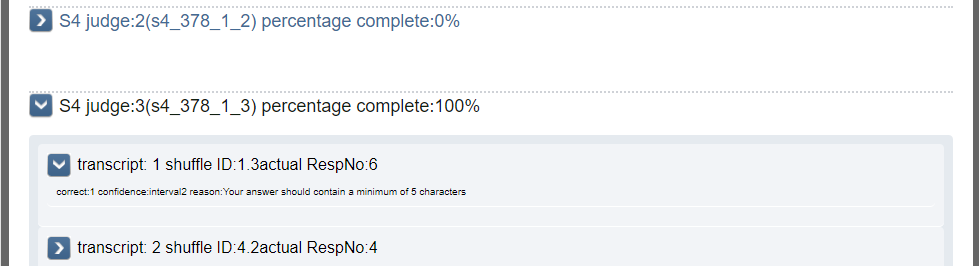 S4 judge:2(s4_378_1_2) percentage complete:0%
S4 judge:3(s4_378_1_3) percentage complete:100%
transcript: 1 shuffle ID:1.3actual RespNo:6
correct:1 confidence:interval2 reason:Your answer should contain a minimum of 5 characters
transcript: 2 shuffle ID:4.2actual RespNo:4